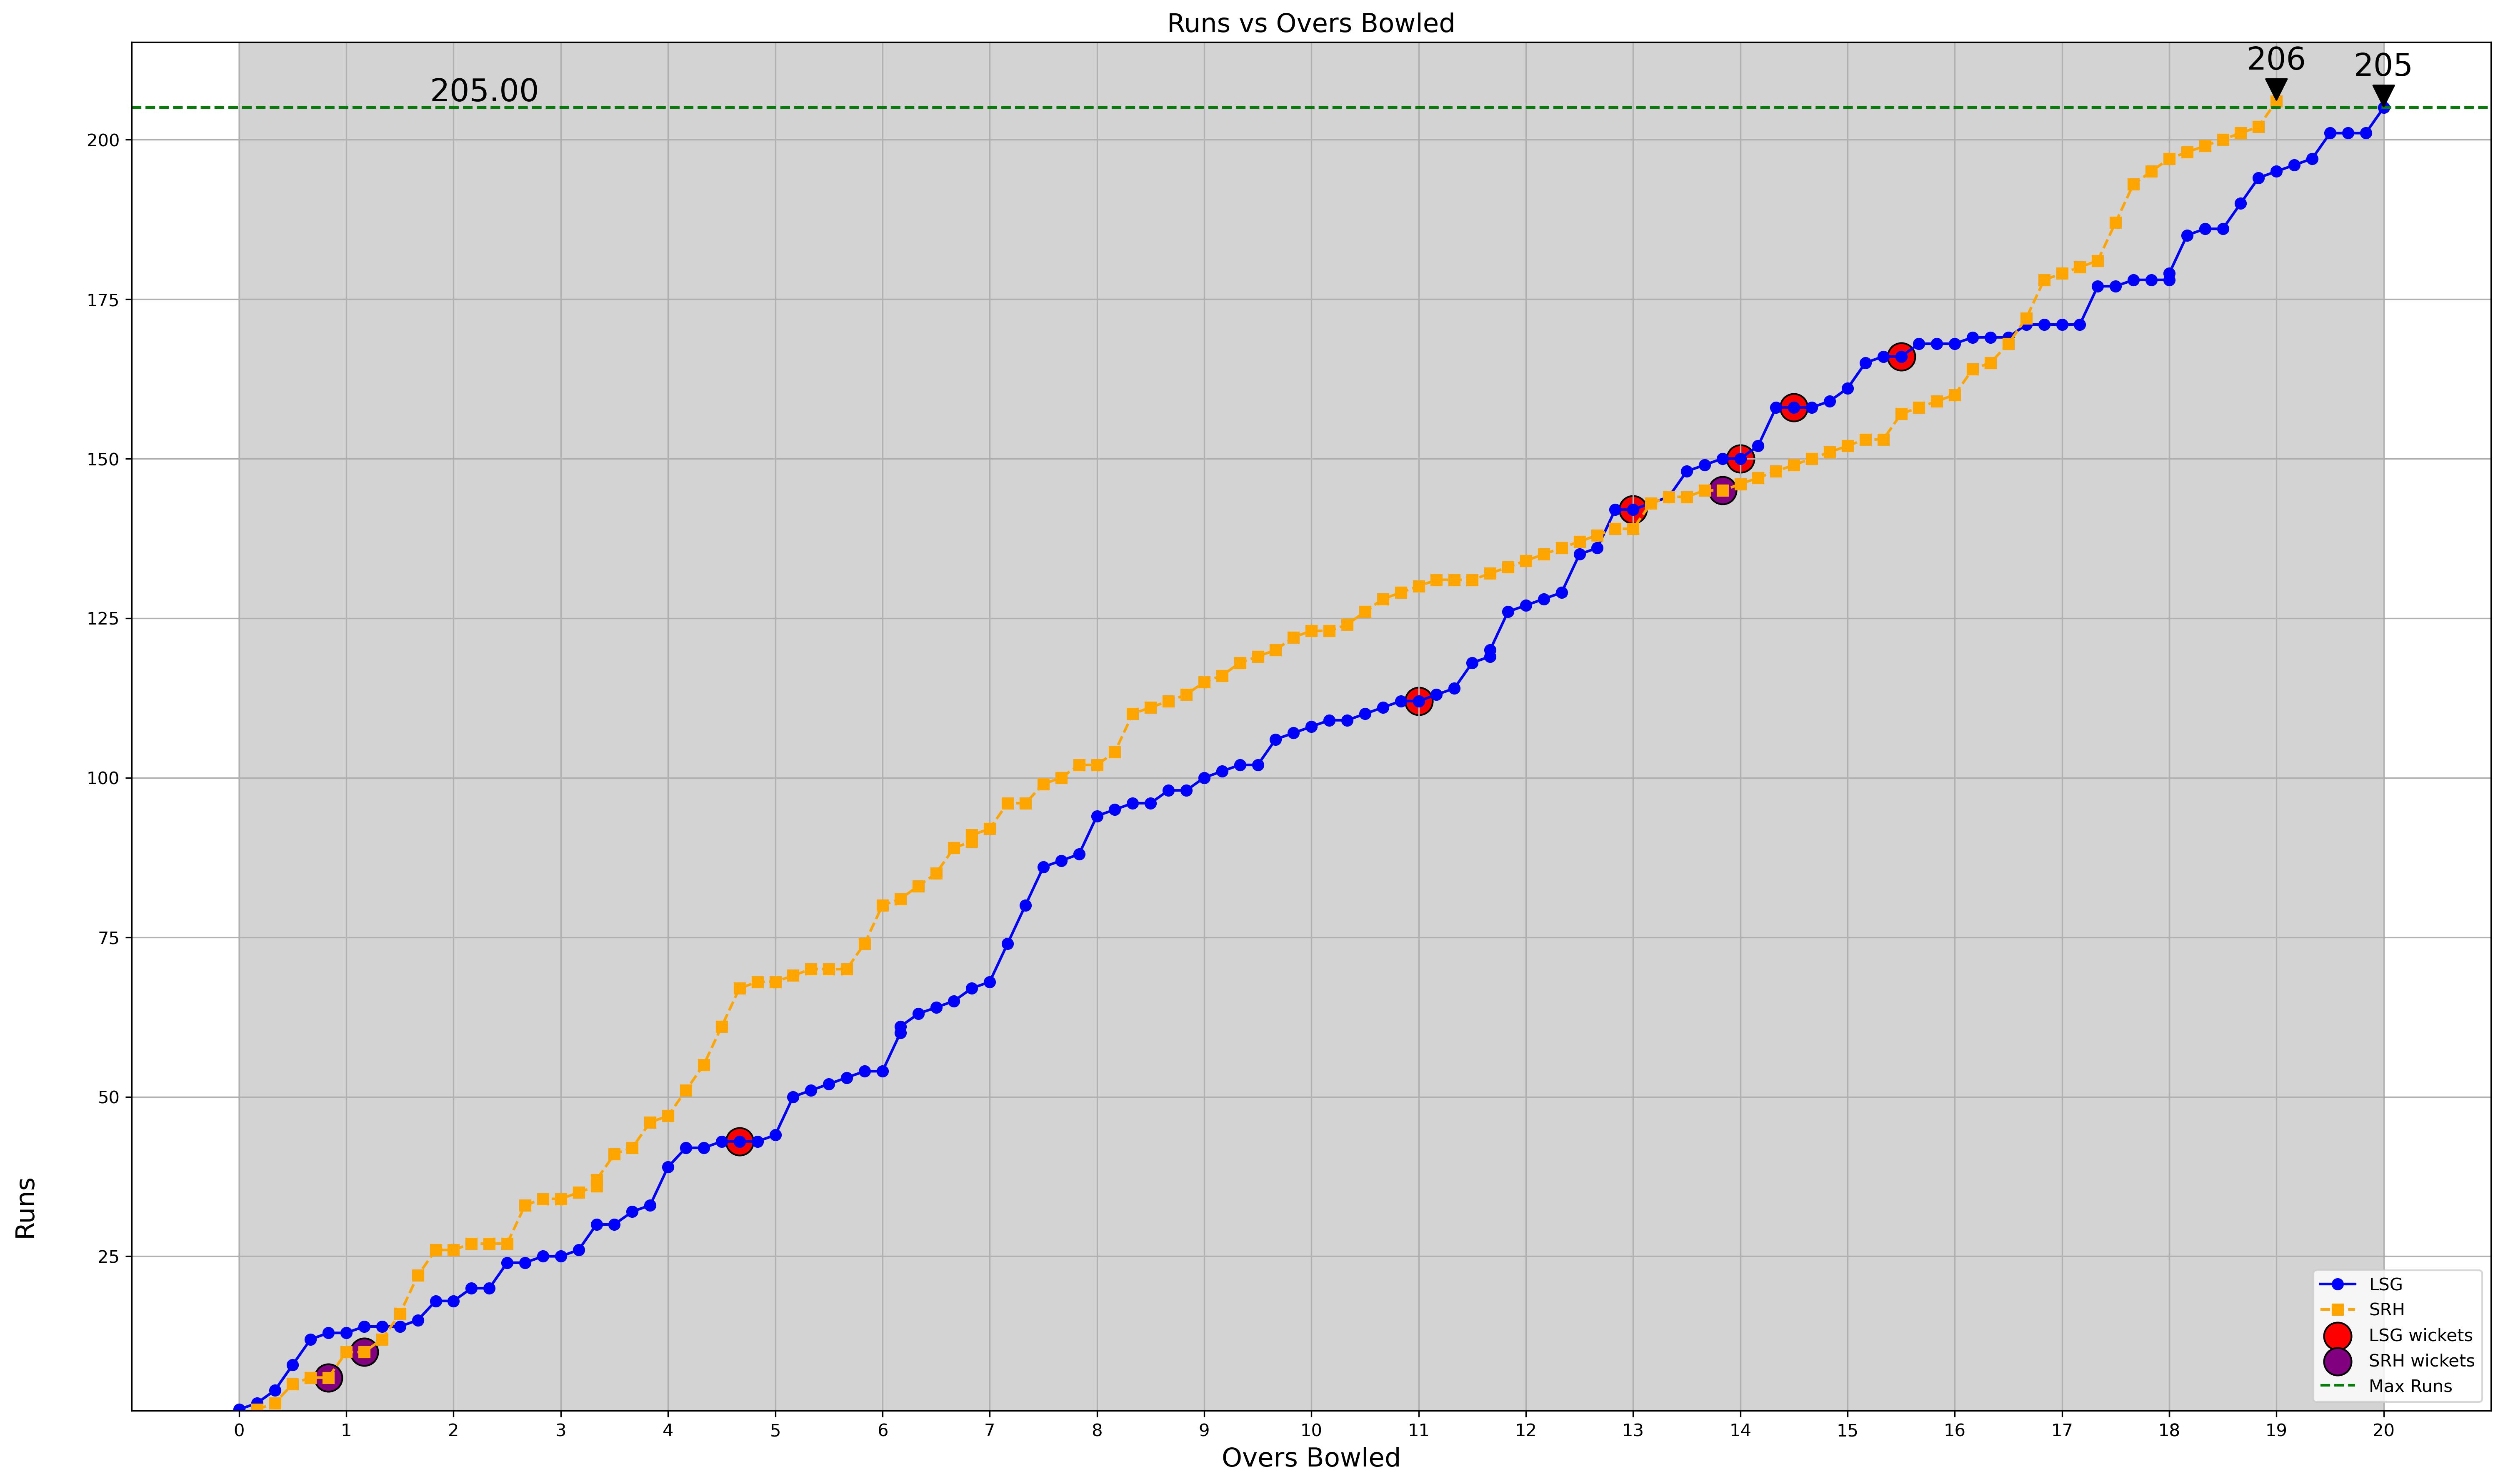 Runs vs Overs Bowled
206
205
205.00
200
175
150
125
100
75
50
25
Runs
0 1 2 3 4 5 6 7 8 9 10 11 12 13 14 15 16 17 18 19 20
Overs Bowled
LSG
SRH
LSG wickets
SRH wickets
Max Runs